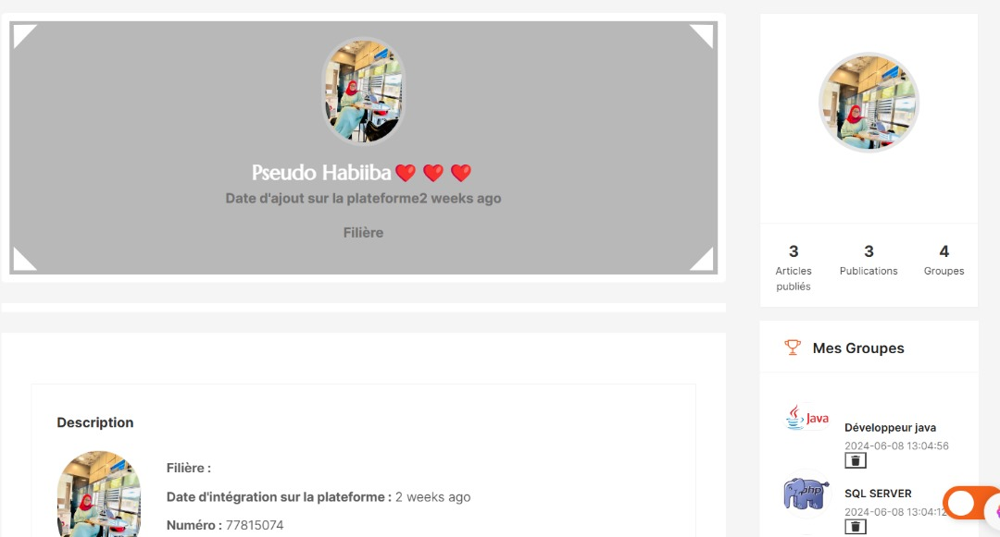 Pseudo Habiiba❤️ ❤️ ❤️
Date d'ajout sur la plateforme2 weeks ago
Filière
Description
Filière :
Date d'intégration sur la plateforme : 2 weeks ago
Numéro : 77815074
3
Articles
publiés
3
Publications
4
Groupes
Mes Groupes
Java
Développeur java
2024-06-08 13:04:56
php
SQL SERVER
2024-06-08 13:04:12